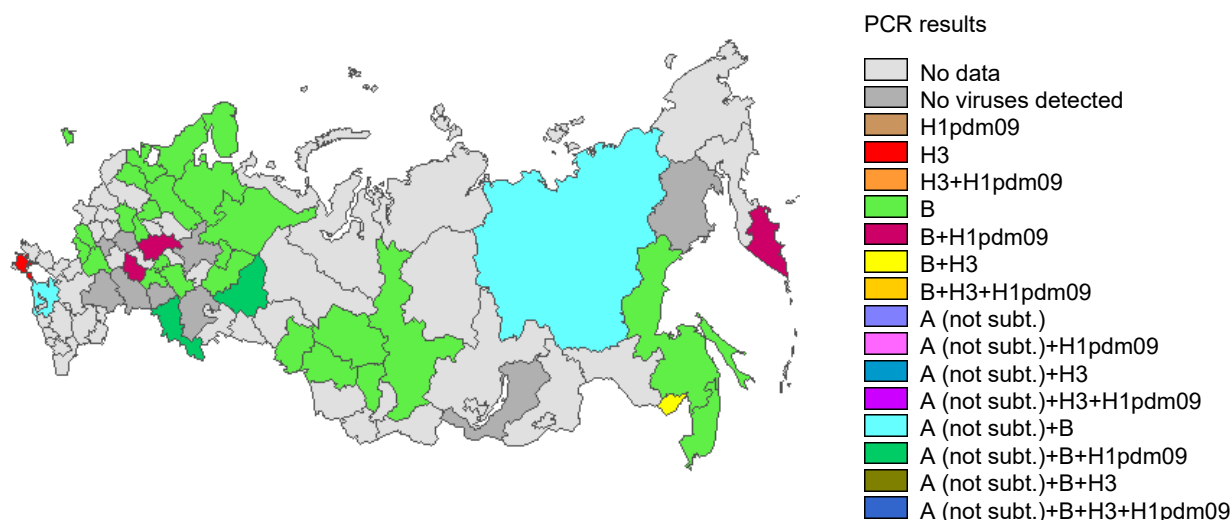 PCR results
No data
No viruses detected
H1pdm09
H3
H3+H1pdm09
B
B+H1pdm09
B+H3
B+H3+H1pdm09
A (not subt.)
A (not subt.)+H1pdm09
A (not subt.)+H3
A (not subt.)+H3+H1pdm09
A (not subt.)+B
A (not subt.)+B+H1pdm09
A (not subt.)+B+H3
A (not subt.)+B+H3+H1pdm09